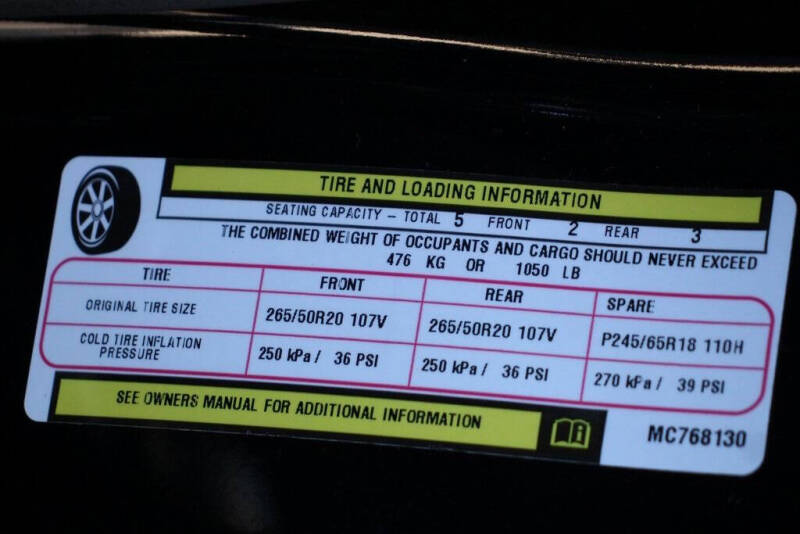 TIRE AND LOADING INFORMATION
SEATING CAPACITY – TOTAL 5 FRONT 2 REAR 3
THE COMBINED WEIGHT OF OCCUPANTS AND CARGO SHOULD NEVER EXCEED
476 KG OR 1050 LB
TIRE FRONT REAR SPARE
ORIGINAL TIRE SIZE 265/50R20 107V 265/50R20 107V P245/65R18 110H
COLD TIRE INFLATION
PRESSURE 250 kPa / 36 PSI 250 kPa / 36 PSI 270 kPa / 39 PSI
SEE OWNERS MANUAL FOR ADDITIONAL INFORMATION
MC768130